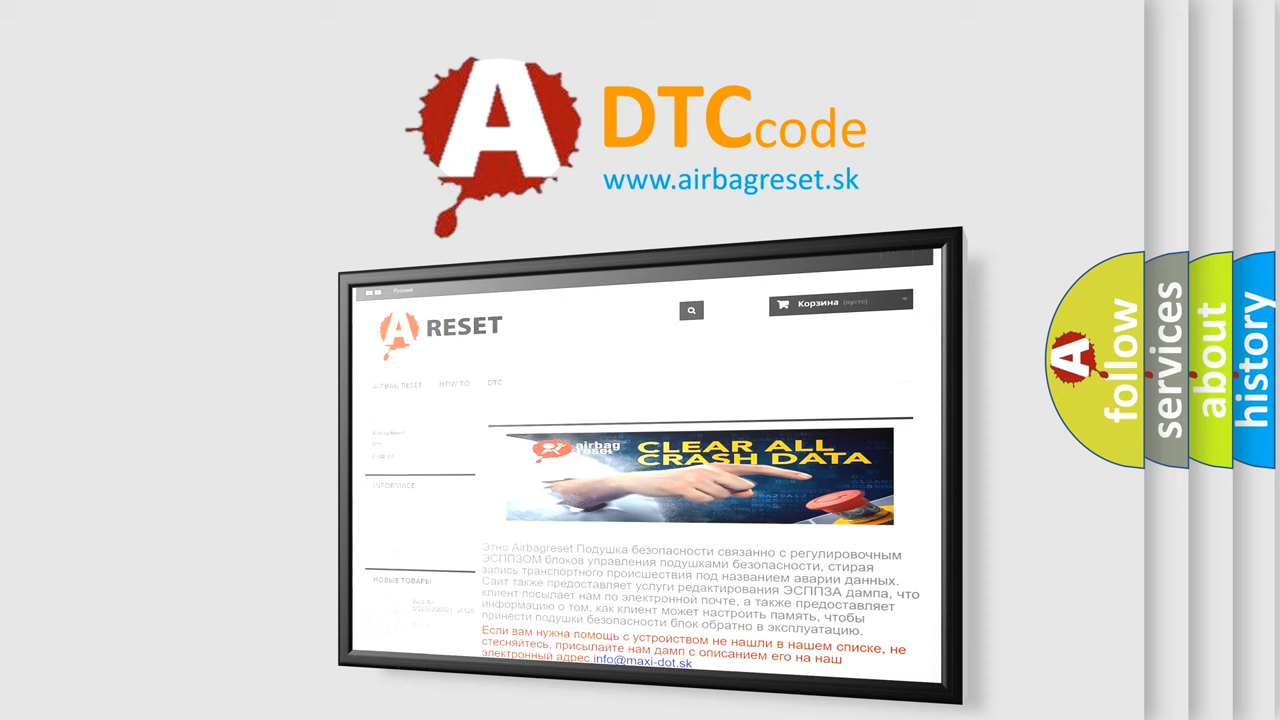 A DTCcode
www.airbagreset.sk
Русский
Корзина (пусто)
A RESET
AIRBAG RESET HOW TO DTC
INFORMACE
airbag
reset
CLEAR ALL
CRASH DATA
Этно Airbagreset Подушка безопасности связанно с регулировочным
ЭСППЗОМ блоков управления подушками безопасности, стирая
запись транспортного происшествия под названием аварии данных.
Сайт также предоставляет услуги редактирования ЭСППЗА дампа, что
клиент посылает нам по электронной почте, а также предоставляет
информацию о том, как клиент может настроить память, чтобы
принести подушки безопасности блок обратно в эксплуатацию.
Если вам нужна помощь с устройством не нашли в нашем списке, не
стесняйтесь, присылайте нам дамп с описанием его на наш
электронный адрес info@maxi-dot.sk
НОВЫЕ ТОВАРЫ
A follow
services
about
history